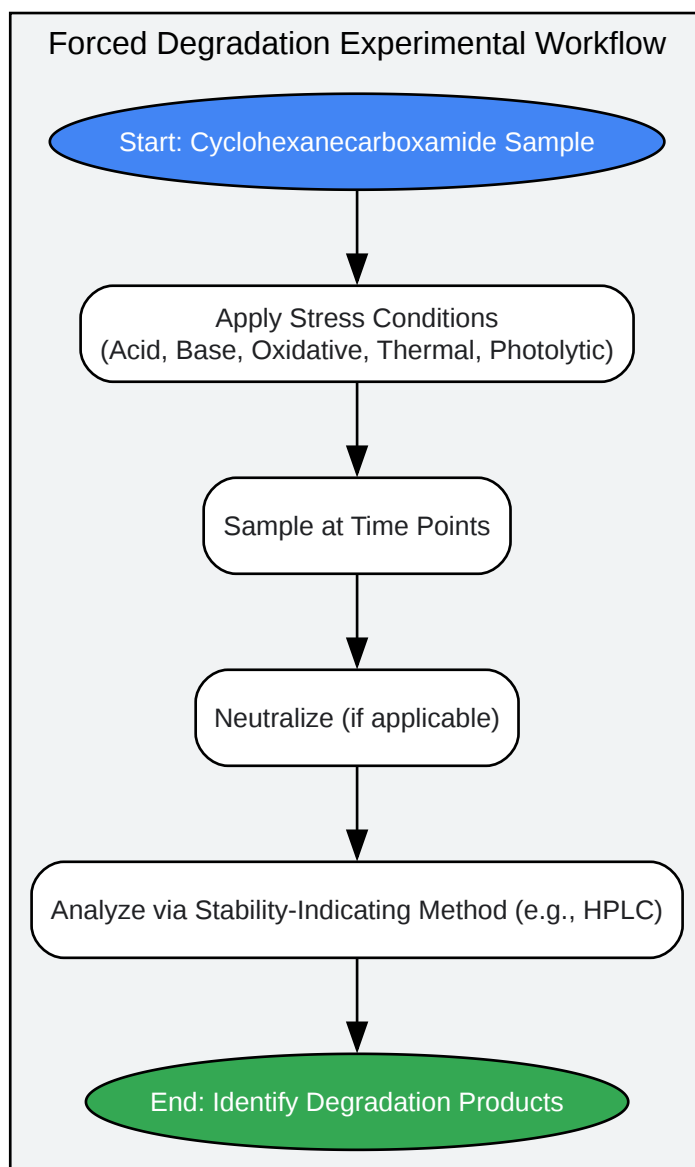 Forced Degradation Experimental Workflow
Start: Cyclohexanecarboxamide Sample
Apply Stress Conditions
(Acid, Base, Oxidative, Thermal, Photolytic)
Sample at Time Points
Neutralize (if applicable)
Analyze via Stability-Indicating Method (e.g., HPLC)
End: Identify Degradation Products